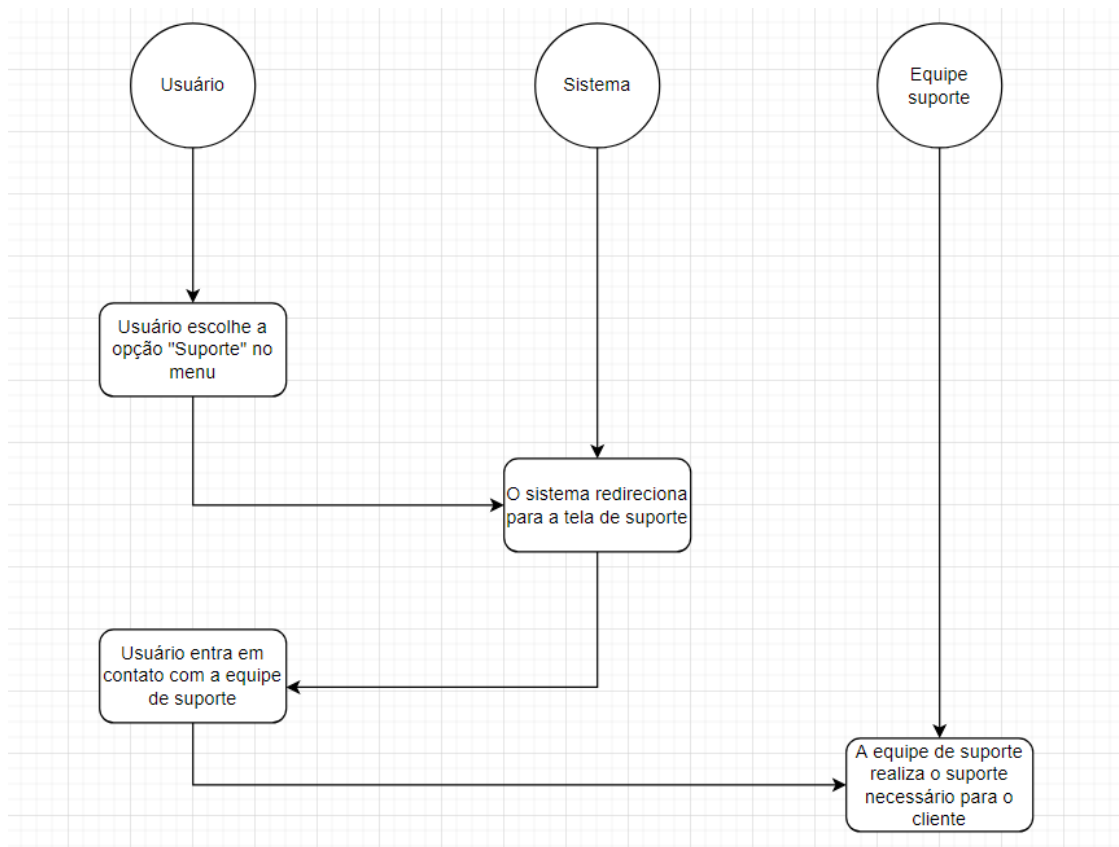 Usuário
Sistema
Equipe
suporte
Usuário escolhe a
opção "Suporte" no
menu
O sistema redireciona
para a tela de suporte
Usuário entra em
contato com a equipe
de suporte
A equipe de suporte
realiza o suporte
necessário para o
cliente